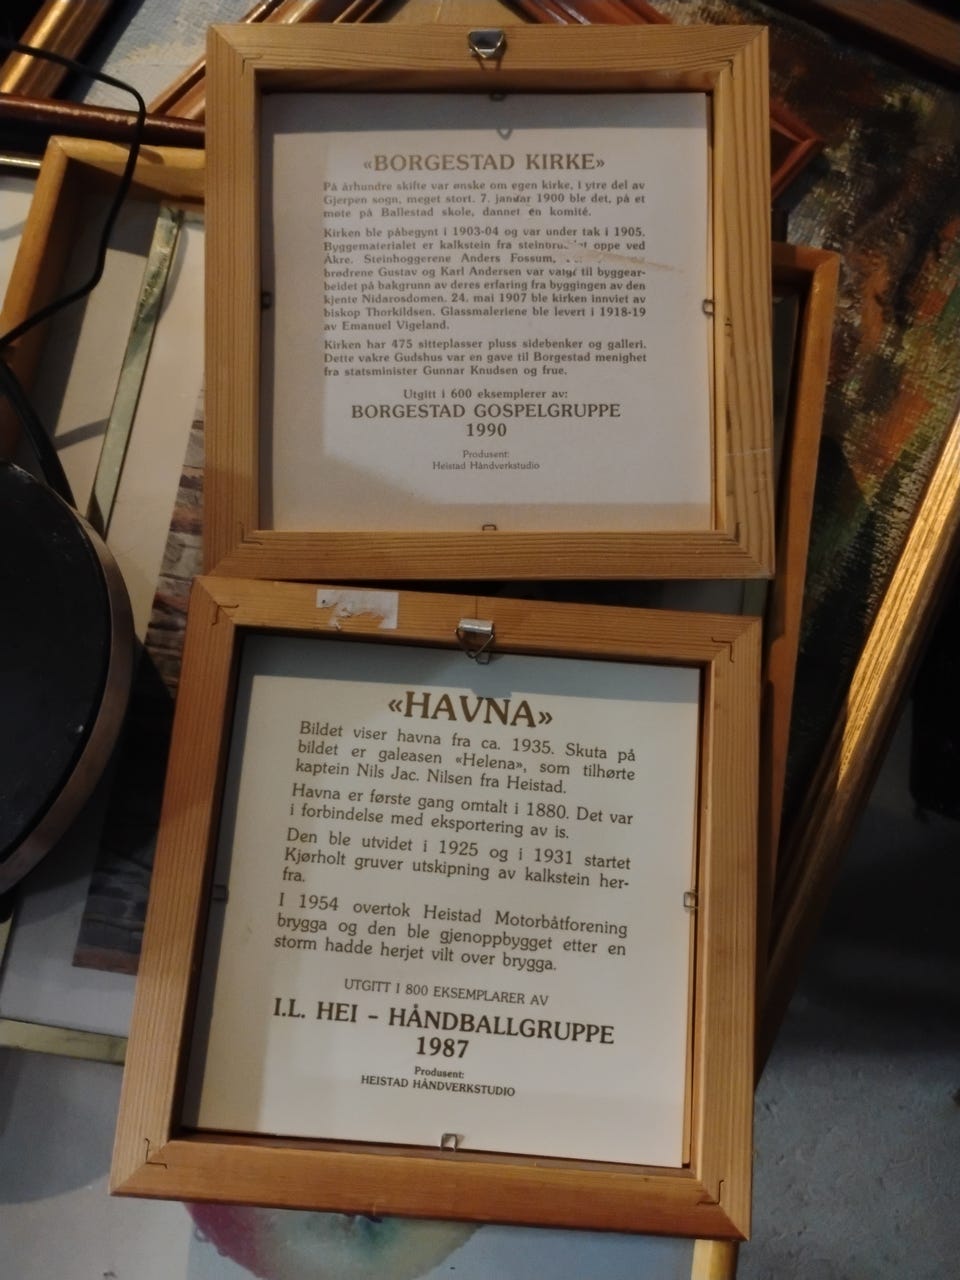 «BORGESTAD KIRKE»
På århundre skifte var ønske om egen kirke, i ytre del av
Gjerpen sogn, meget stort. 7. januar 1900 ble det, på et
møte på Ballestad skole, dannet en komité.
Kirken ble påbegynt i 1903-04 og var under tak i 1905.
Byggematerialet er kalkstein fra oppe ved
Åkre. Steinhoggerene Anders Fossum,
brødrene Gustav og Karl Andersen var valgt til byggear-
beidet på bakgrunn av deres erfaring fra byggingen av den
kjente Nidarosdomen. 24. mai 1907 ble kirken innviet av
biskop Thorkildsen. Glassmaleriene ble levert i 1918-19
av Emanuel Vigeland.
Kirken har 475 sitteplasser pluss sidebenker og galleri.
Dette vakre Gudshus var en gave til Borgestad menighet
fra statsminister Gunnar Knudsen og frue.
Utgitt i 600 eksemplerer av:
BORGESTAD GOSPELGRUPPE
1990
Produsent:
Heistad Håndverkstudio
«HAVNA»
Bildet viser havna fra ca. 1935. Skuta på
bildet er galeasen «Helena», som tilhørte
kaptein Nils Jac. Nilsen fra Heistad.
Havna er første gang omtalt i 1880. Det var
i forbindelse med eksportering av is.
Den ble utvidet i 1925 og i 1931 startet
Kjørholt gruver utskipning av kalkstein her-
fra.
I 1954 overtok Heistad Motorbåtforening
brygga og den ble gjenoppbygget etter en
storm hadde herjet vilt over brygga.
UTGITT I 800 EKSEMPLARER AV
I.L. HEI – HÅNDBALLGRUPPE
1987
Produsent:
HEISTAD HÅNDVERKSTUDIO